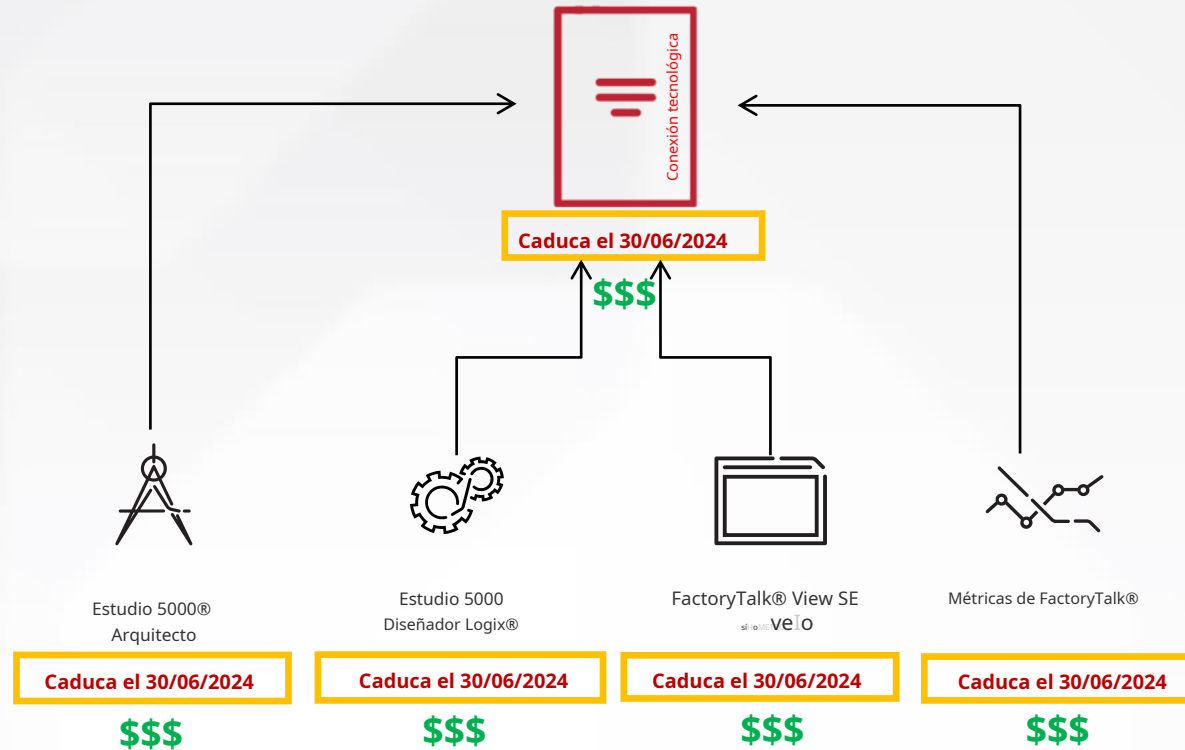 Conexión tecnológica
Caduca el 30/06/2024
$$$
Estudio 5000®
Arquitecto
Caduca el 30/06/2024
$$$
Estudio 5000
Diseñador Logix®
Caduca el 30/06/2024
$$$
FactoryTalk® View SE
velo
Caduca el 30/06/2024
$$$
Métricas de FactoryTalk®
Caduca el 30/06/2024
$$$